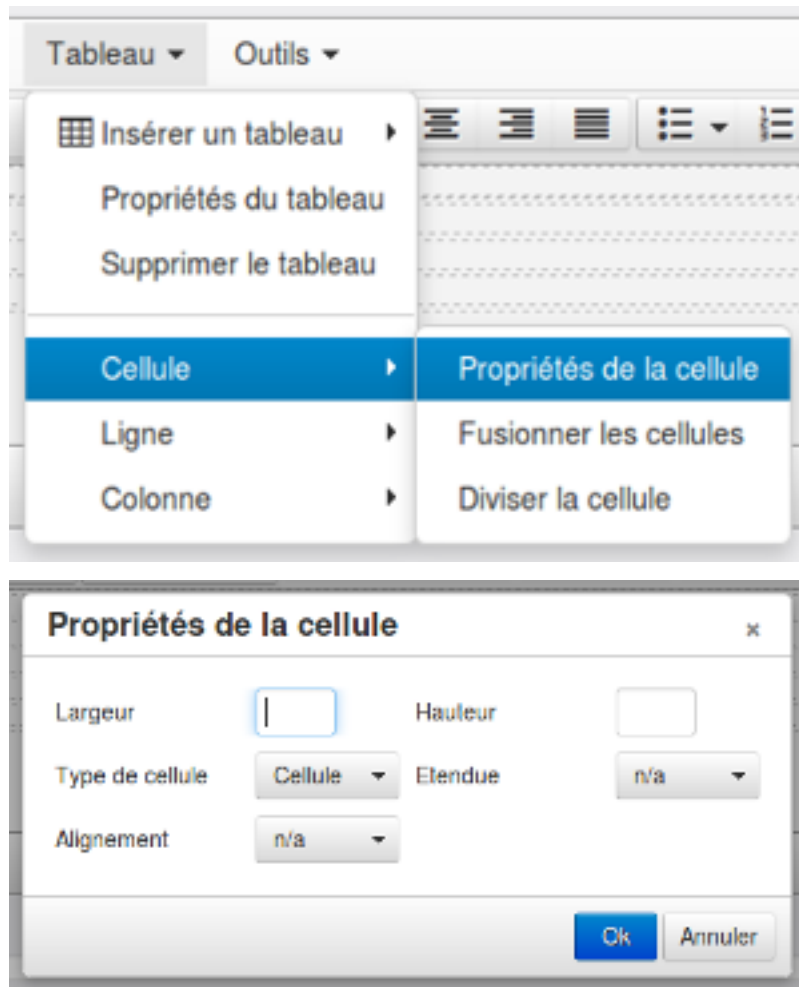 Tableau Outils
Insérer un tableau
Propriétés du tableau
Supprimer le tableau
Cellule Propriétés de la cellule
Ligne Fusionner les cellules
Colonne Diviser la cellule
Propriétés de la cellule ×
Largeur Hauteur
Type de cellule Cellule Etendue n/a
Alignement n/a
Ok Annuler